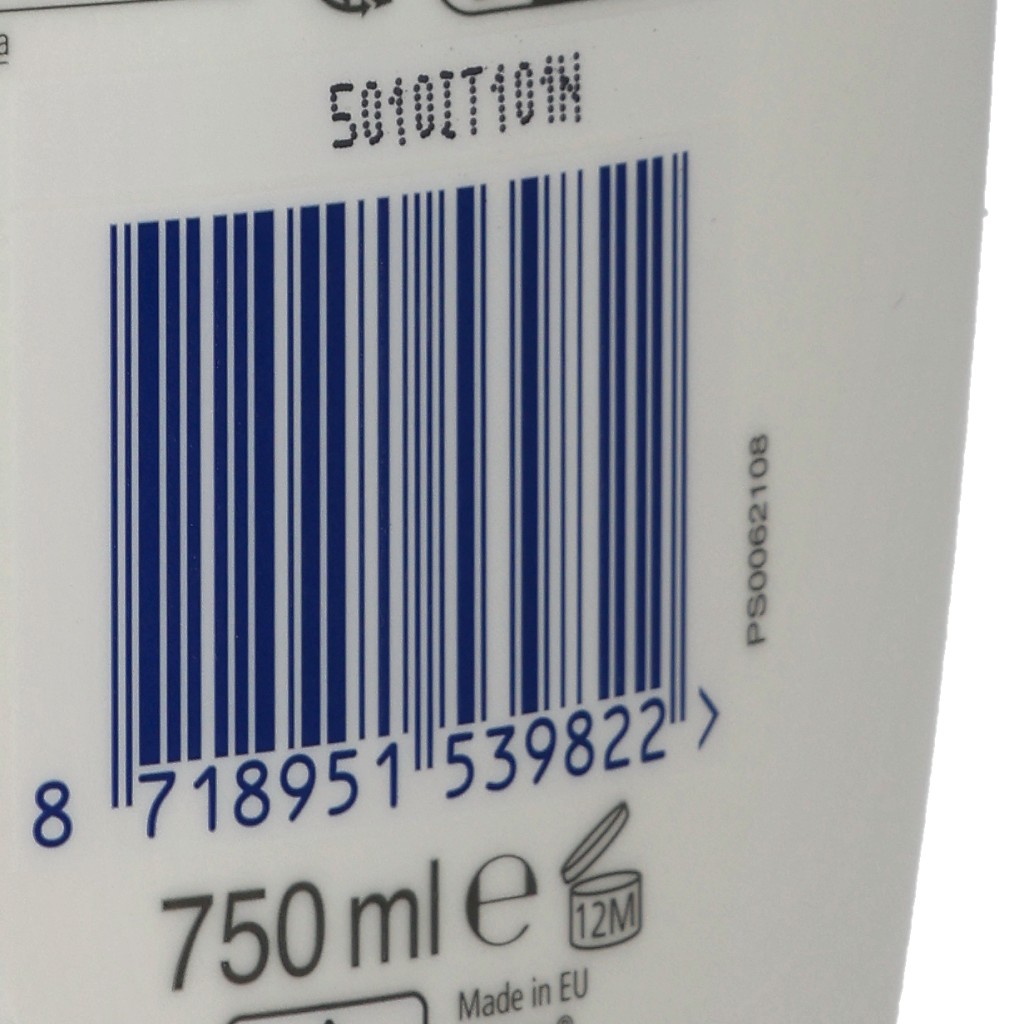 5010IT101N
8 718951 539822 >
PS0062108
750 ml e
12M
Made in EU